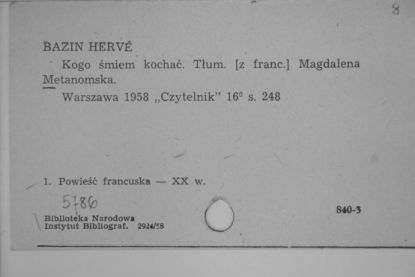 8
BAZIN HERVÉ
Kogo śmiem kochać. Tłum. [z franc.] Magdalena
Metanomska.
Warszawa 1958 „Czytelnik” 16⁰ s. 248
1. Powieść francuska — XX w.
5786
840-3
Biblioteka Narodowa
Instytut Bibliograf. 2924/58